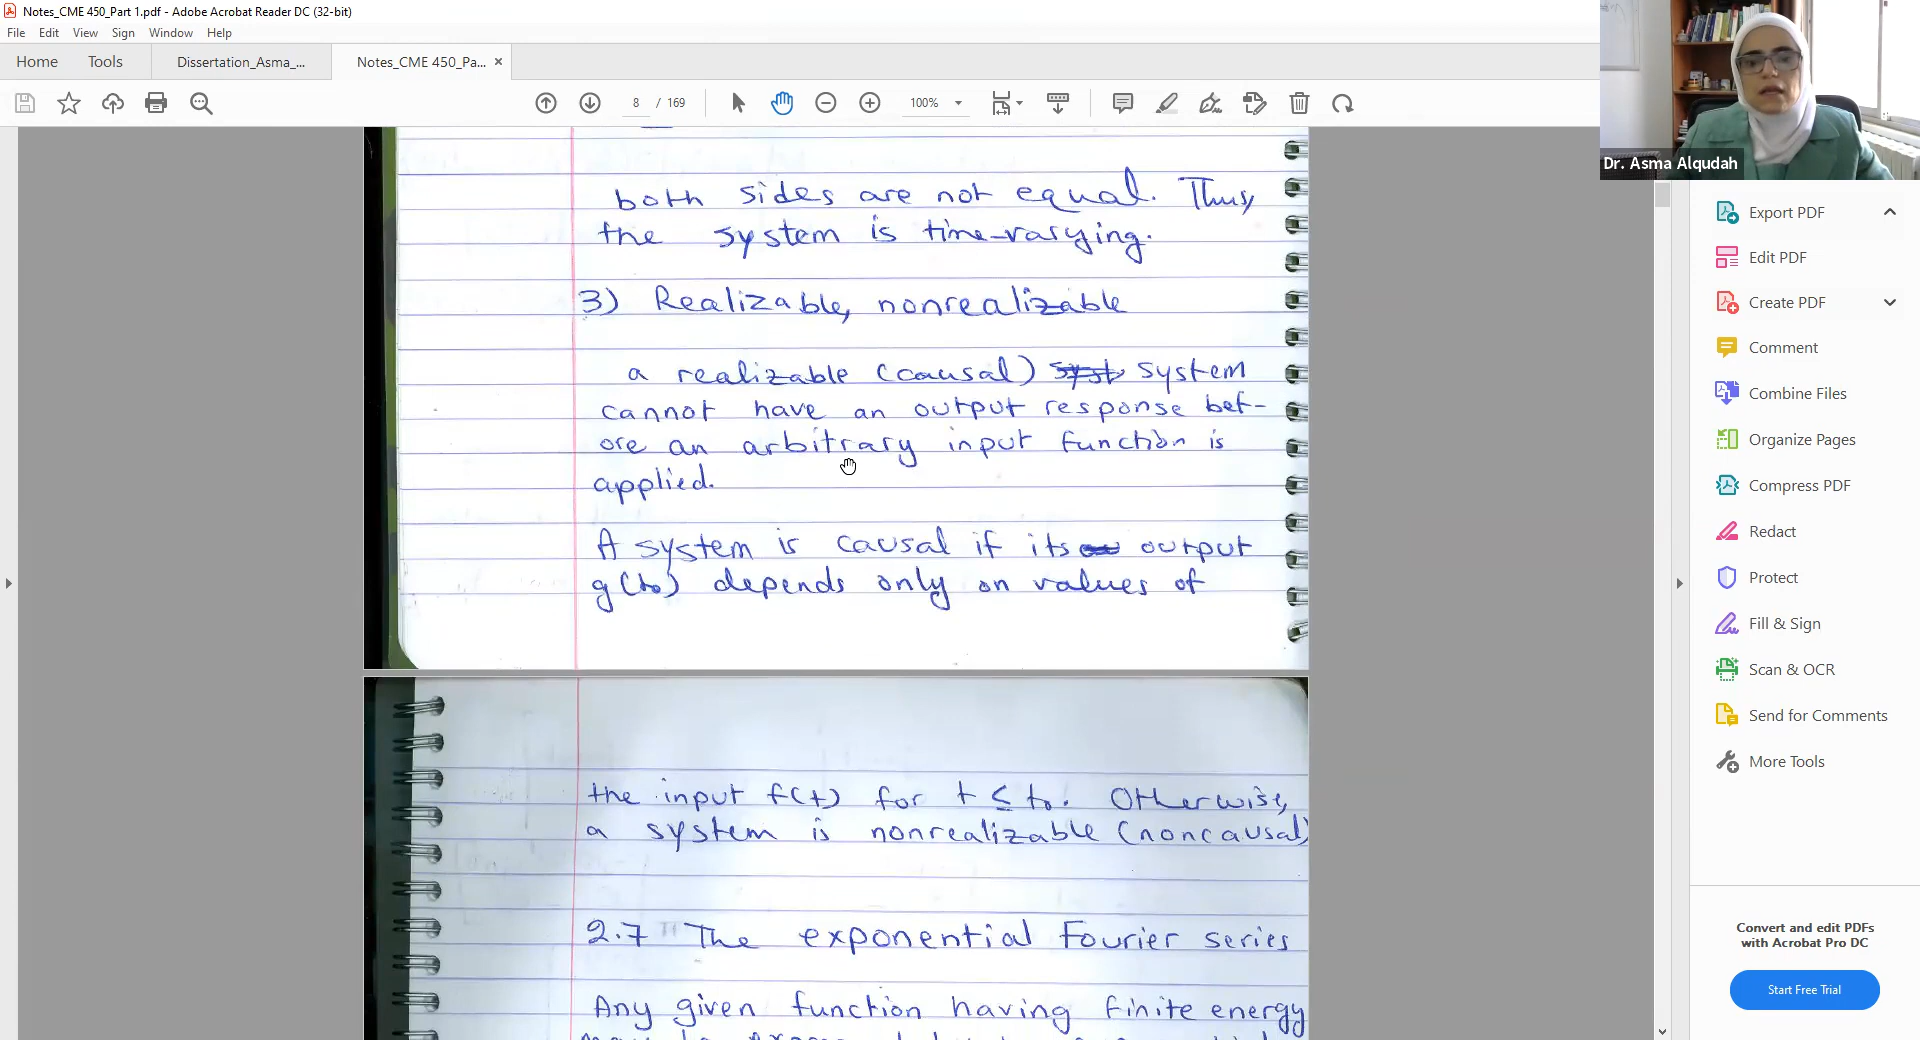 Notes_CME 450_Part 1.pdf - Adobe Acrobat Reader DC (32-bit)
File Edit View Sign Window Help
Home Tools Dissertation_Asma_... Notes_CME 450_Pa... ×
8 / 169 100%
Dr. Asma Alqudah
both sides are not equal. Thus,
the system is time-varying.
3) Realizable, nonrealizable
a realizable (causal) system
cannot have an output response bef-
ore an arbitrary input function is
applied.
A system is causal if its output
g(t₀) depends only on values of
the input f(t) for t ≤ t₀. Otherwise,
a system is nonrealizable (noncausal)
2.7 The exponential Fourier series
Any given function having finite energy
Export PDF
Edit PDF
Create PDF
Comment
Combine Files
Organize Pages
Compress PDF
Redact
Protect
Fill & Sign
Scan & OCR
Send for Comments
More Tools
Convert and edit PDFs
with Acrobat Pro DC
Start Free Trial